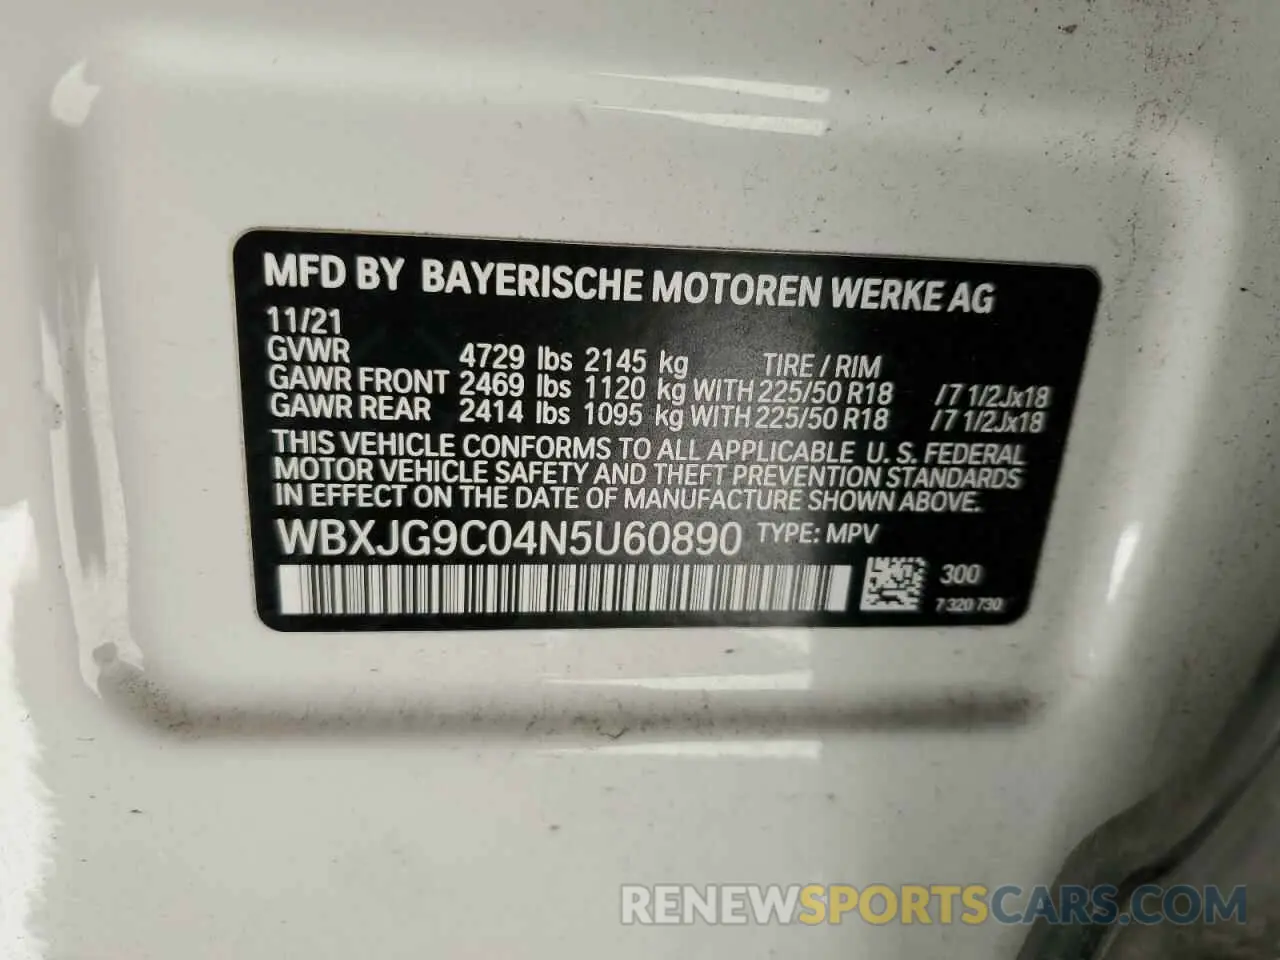 MFD BY BAYERISCHE MOTOREN WERKE AG
11/21
GVWR 4729 lbs 2145 kg TIRE / RIM
GAWR FRONT 2469 lbs 1120 kg WITH 225/50 R18 /7 1/2Jx18
GAWR REAR 2414 lbs 1095 kg WITH 225/50 R18 /7 1/2Jx18
THIS VEHICLE CONFORMS TO ALL APPLICABLE U. S. FEDERAL
MOTOR VEHICLE SAFETY AND THEFT PREVENTION STANDARDS
IN EFFECT ON THE DATE OF MANUFACTURE SHOWN ABOVE.
WBXJG9C04N5U60890 TYPE: MPV
300
7 320 730
RENEWSPORTSCARS.COM